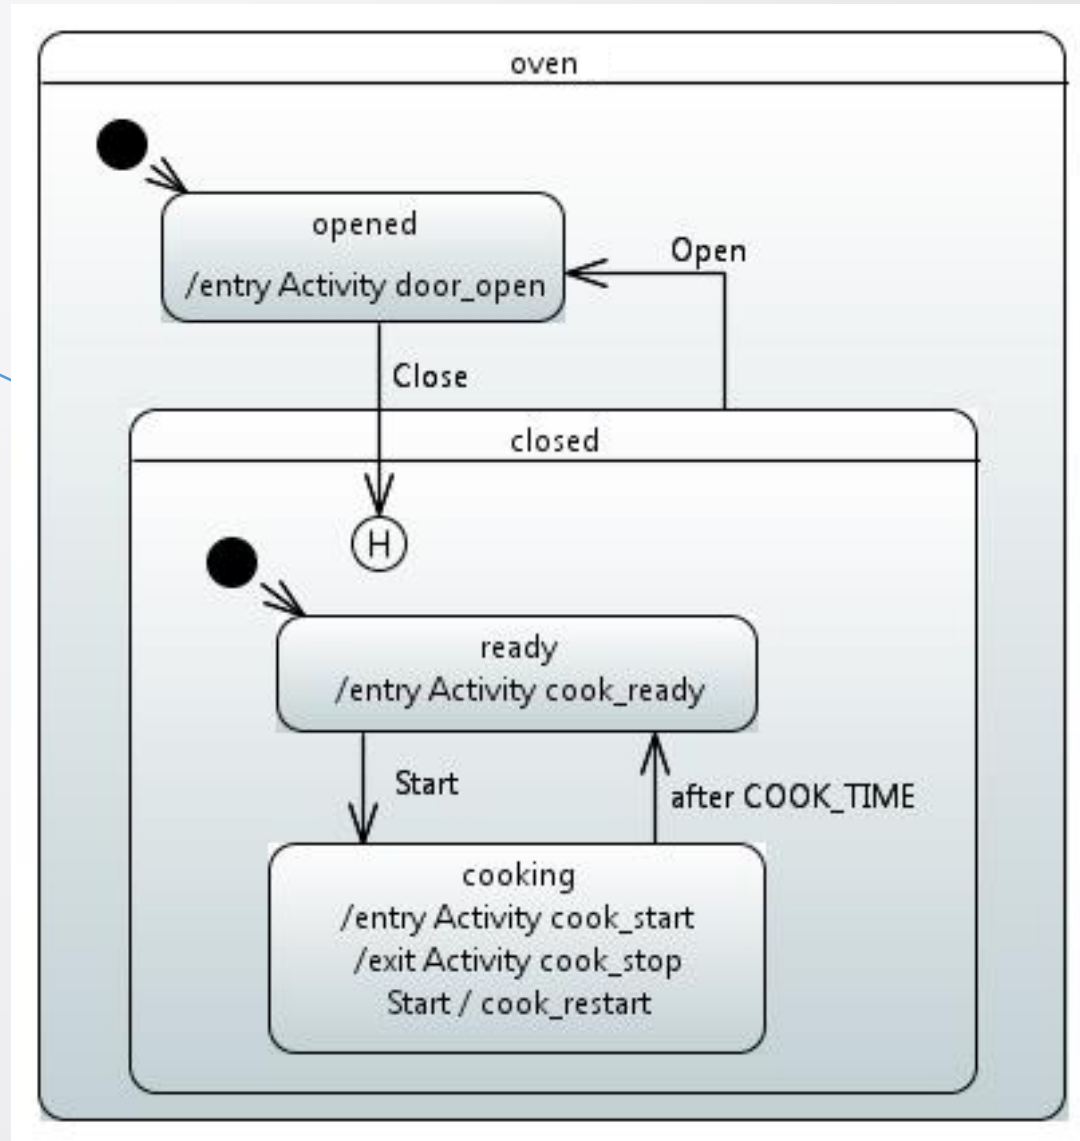 oven
opened
/entry Activity door_open
Open
Close
closed
H
ready
/entry Activity cook_ready
Start
after COOK_TIME
cooking
/entry Activity cook_start
/exit Activity cook_stop
Start / cook_restart